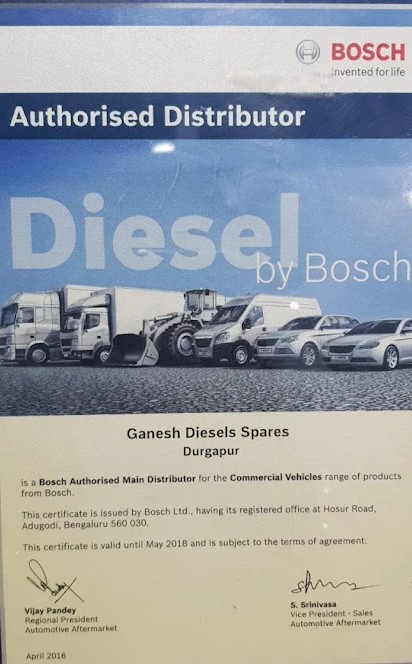 BOSCH
Invented for life
Authorised Distributor
Diesel
by Bosch
Ganesh Diesels Spares
Durgapur
is a Bosch Authorised Main Distributor for the Commercial Vehicles range of products
from Bosch.
This certificate is issued by Bosch Ltd., having its registered office at Hosur Road,
Adugodi, Bengaluru 560 030.
This certificate is valid until May 2018 and is subject to the terms of agreement.
Vijay Pandey
Regional President
Automotive Aftermarket
S. Srinivasa
Vice President - Sales
Automotive Aftermarket
April 2016